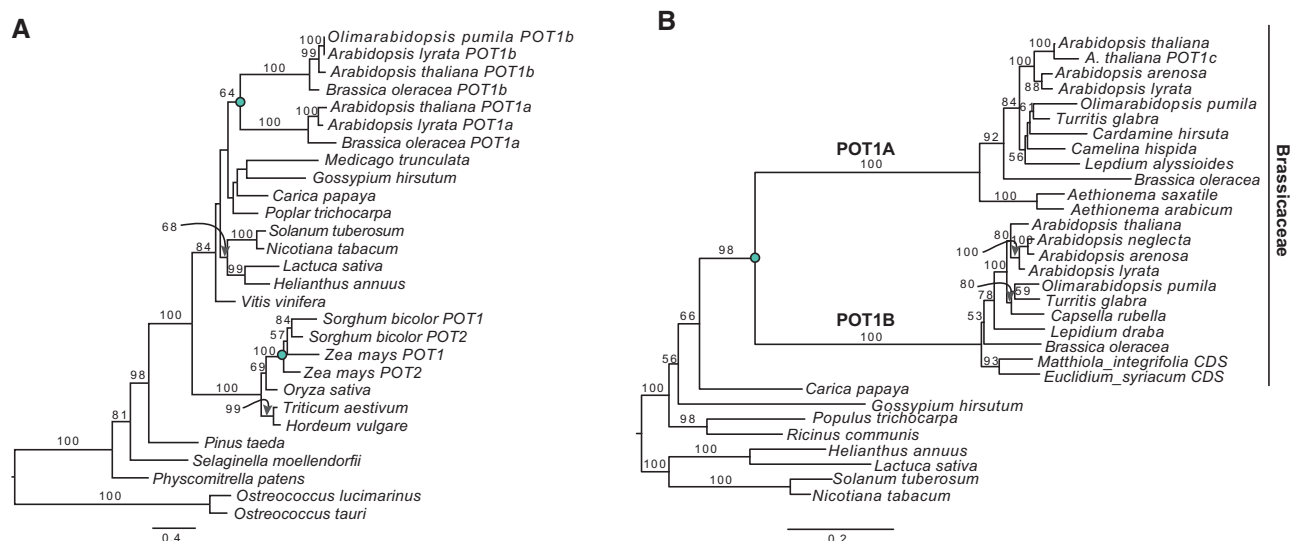 A
100
Olimarabidopsis pumila POT1b
99
Arabidopsis lyrata POT1b
100
Arabidopsis thaliana POT1b
Brassica oleracea POT1b
64
100
Arabidopsis thaliana POT1a
Arabidopsis lyrata POT1a
100
Brassica oleracea POT1a
Medicago trunculata
Gossypium hirsutum
Carica papaya
Poplar trichocarpa
68
100
Solanum tuberosum
Nicotiana tabacum
84
99
Lactuca sativa
Helianthus annuus
Vitis vinifera
100
84
Sorghum bicolor POT1
57
Sorghum bicolor POT2
100
Zea mays POT1
69
Zea mays POT2
100
Oryza sativa
99
Triticum aestivum
Hordeum vulgare
98
81
Pinus taeda
100
Selaginella moellendorfii
Physcomitrella patens
100
Ostreococcus lucimarinus
Ostreococcus tauri
0.4
B
100
Arabidopsis thaliana
A. thaliana POT1c
100
Arabidopsis arenosa
88
Arabidopsis lyrata
84
61
Olimarabidopsis pumila
Turritis glabra
92
Cardamine hirsuta
56
Camelina hispida
Lepdium alyssioides
POT1A
100
Brassica oleracea
100
Aethionema saxatile
Aethionema arabicum
Arabidopsis thaliana
80
100
Arabidopsis neglecta
100
Arabidopsis arenosa
100
Arabidopsis lyrata
98
80
59
Olimarabidopsis pumila
78
Turritis glabra
53
Capsella rubella
POT1B
100
Lepidium draba
Brassica oleracea
93
Matthiola_integrifolia CDS
Euclidium_syriacum CDS
Brassicaceae
66
56
Carica papaya
100
Gossypium hirsutum
98
Populus trichocarpa
Ricinus communis
100
100
Helianthus annuus
Lactuca sativa
100
Solanum tuberosum
Nicotiana tabacum
0.2